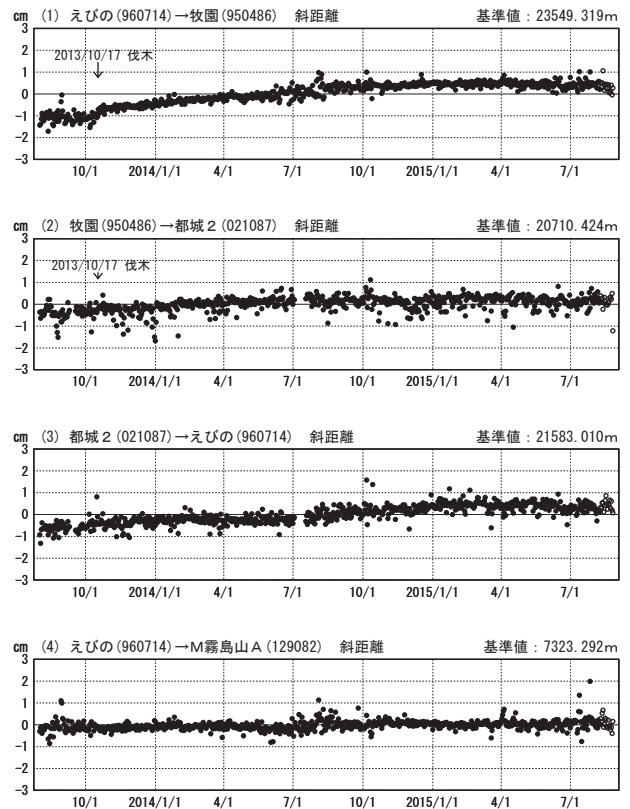 cm (1) えびの(960714)→牧園(950486) 斜距離 基準値:23549.319m
3
2
2013/10/17 伐木
1
0
-1
-2
-3
10/1 2014/1/1 4/1 7/1 10/1 2015/1/1 4/1 7/1
cm (2) 牧園(950486)→都城2(021087) 斜距離 基準値:20710.424m
3
2
2013/10/17 伐木
1
0
-1
-2
-3
10/1 2014/1/1 4/1 7/1 10/1 2015/1/1 4/1 7/1
cm (3) 都城2(021087)→えびの(960714) 斜距離 基準値:21583.010m
3
2
1
0
-1
-2
-3
10/1 2014/1/1 4/1 7/1 10/1 2015/1/1 4/1 7/1
cm (4) えびの(960714)→M霧島山A(129082) 斜距離 基準値:7323.292m
3
2
1
0
-1
-2
-3
10/1 2014/1/1 4/1 7/1 10/1 2015/1/1 4/1 7/1